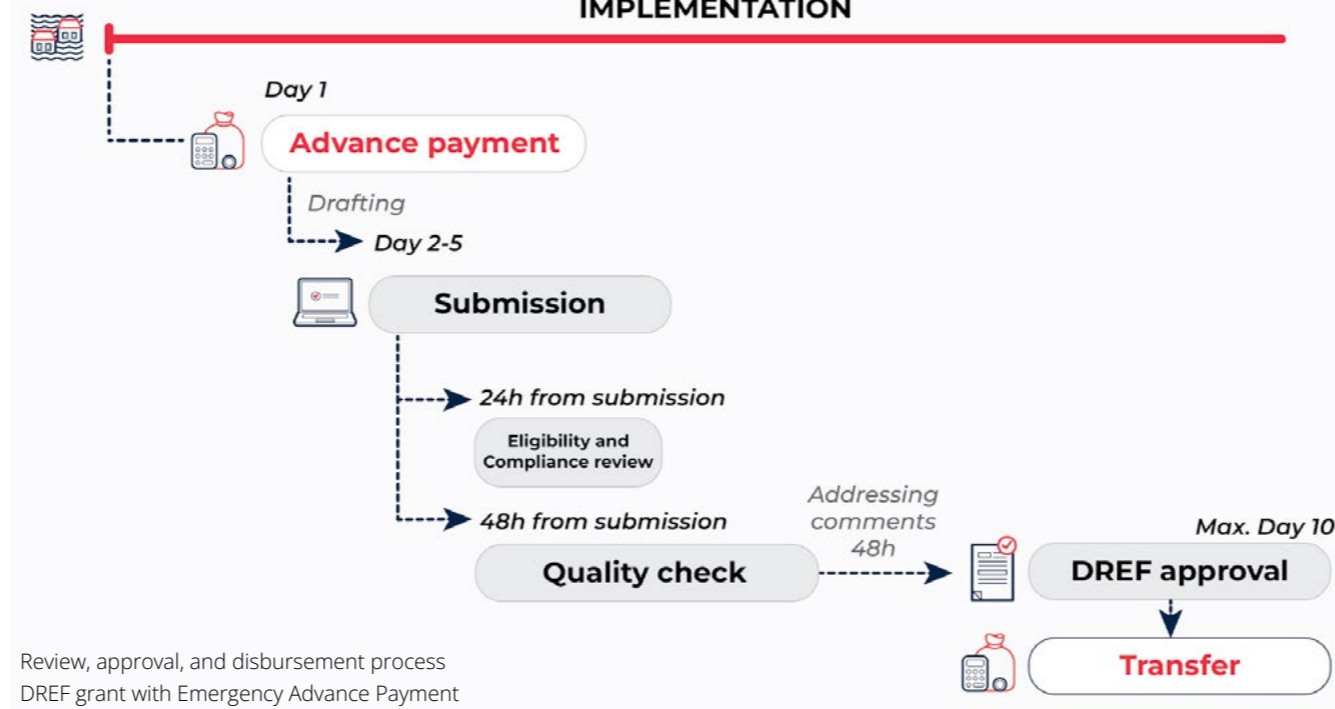 IMPLEMENTATION
Day 1
Advance payment
Drafting
Day 2-5
Submission
24h from submission
Eligibility and
Compliance review
48h from submission
Quality check
Addressing
comments
48h
Max. Day 10
DREF approval
Transfer
Review, approval, and disbursement process
DREF grant with Emergency Advance Payment